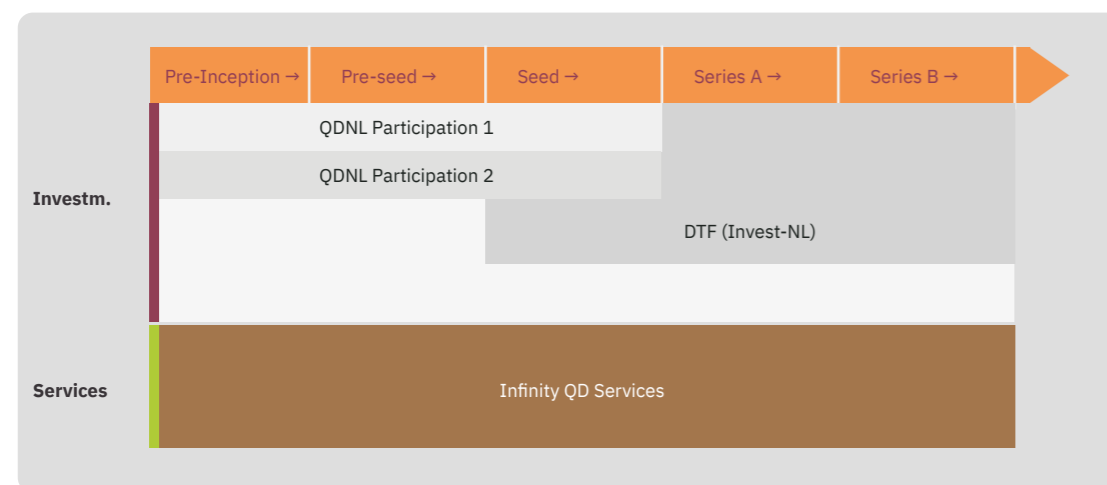 Pre-Inception →
Pre-seed →
Seed →
Series A →
Series B →
Investm.
QDNL Participation 1
QDNL Participation 2
DTF (Invest-NL)
Services
Infinity QD Services